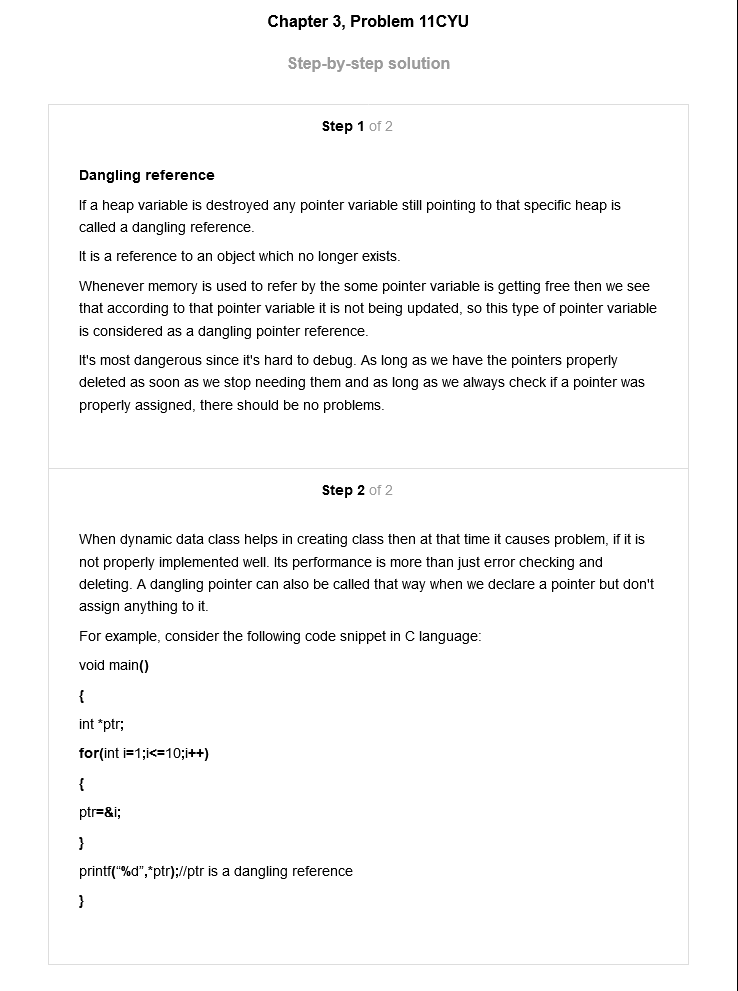 Chapter 3, Problem 11CYU
Step-by-step solution
Step 1 of 2
Dangling reference
If a heap variable is destroyed any pointer variable still pointing to that specific heap is
called a dangling reference.
It is a reference to an object which no longer exists.
Whenever memory is used to refer by the some pointer variable is getting free then we see
that according to that pointer variable it is not being updated, so this type of pointer variable
is considered as a dangling pointer reference.
It's most dangerous since it's hard to debug. As long as we have the pointers properly
deleted as soon as we stop needing them and as long as we always check if a pointer was
properly assigned, there should be no problems.
Step 2 of 2
When dynamic data class helps in creating class then at that time it causes problem, if it is
not properly implemented well. Its performance is more than just error checking and
deleting. A dangling pointer can also be called that way when we declare a pointer but don't
assign anything to it.
For example, consider the following code snippet in C language:
void main()
{
int *ptr;
for(int i=1;i<=10;i++)
{
ptr=&i;
}
printf(“%d”,*ptr);//ptr is a dangling reference
}